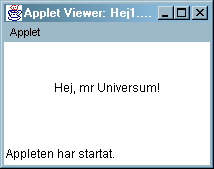 Applet Viewer: Hej1....
Applet
Hej, mr Universum!
Appleten har startat.